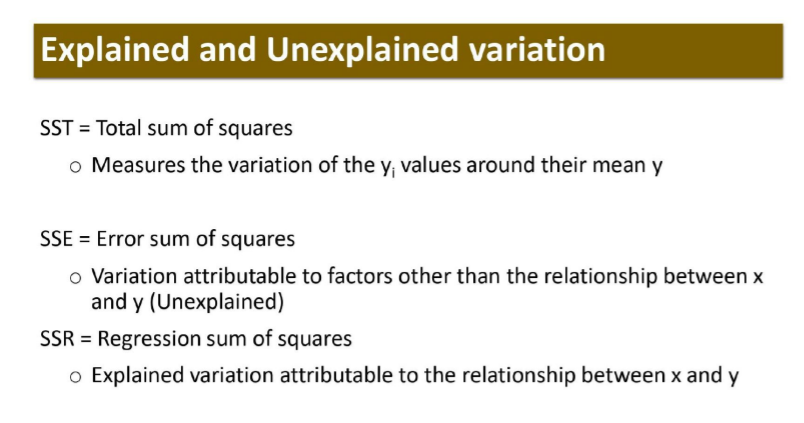 Explained and Unexplained variation
SST = Total sum of squares
○ Measures the variation of the yᵢ values around their mean y
SSE = Error sum of squares
○ Variation attributable to factors other than the relationship between x
and y (Unexplained)
SSR = Regression sum of squares
○ Explained variation attributable to the relationship between x and y